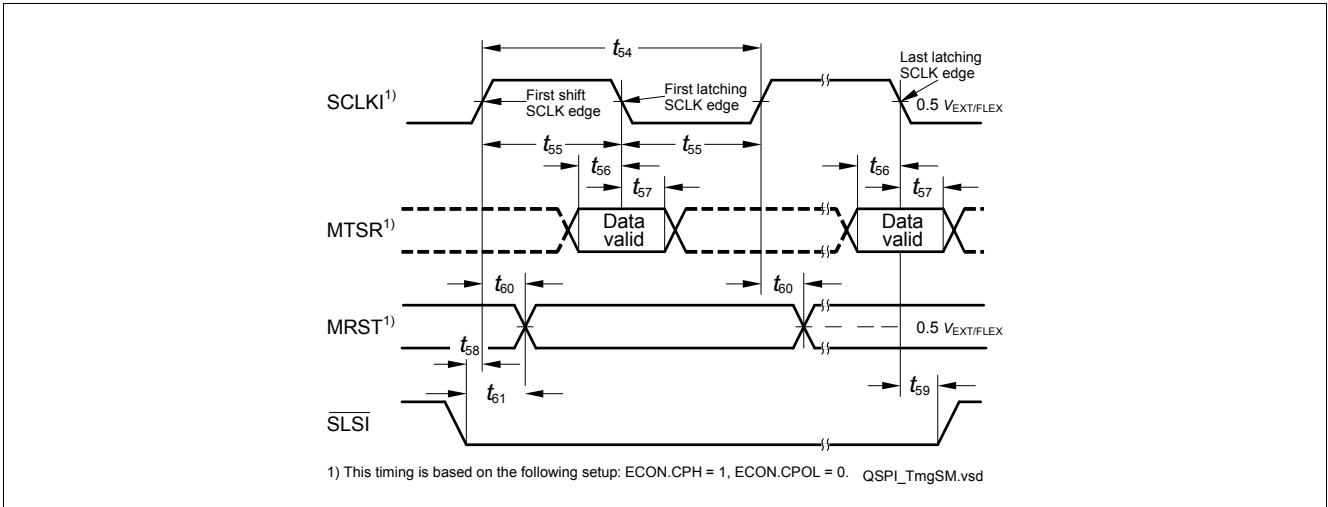 t54
SCLKI1)
First shift
SCLK edge
First latching
SCLK edge
Last latching
SCLK edge
0.5 VEXT/FLEX
t55
t55
t56
t57
t56
t57
MTSR1)
Data
valid
Data
valid
t60
t60
MRST1)
0.5 VEXT/FLEX
t58
t61
t59
SLSI
1) This timing is based on the following setup: ECON.CPH = 1, ECON.CPOL = 0.
QSPI_TmgSM.vsd